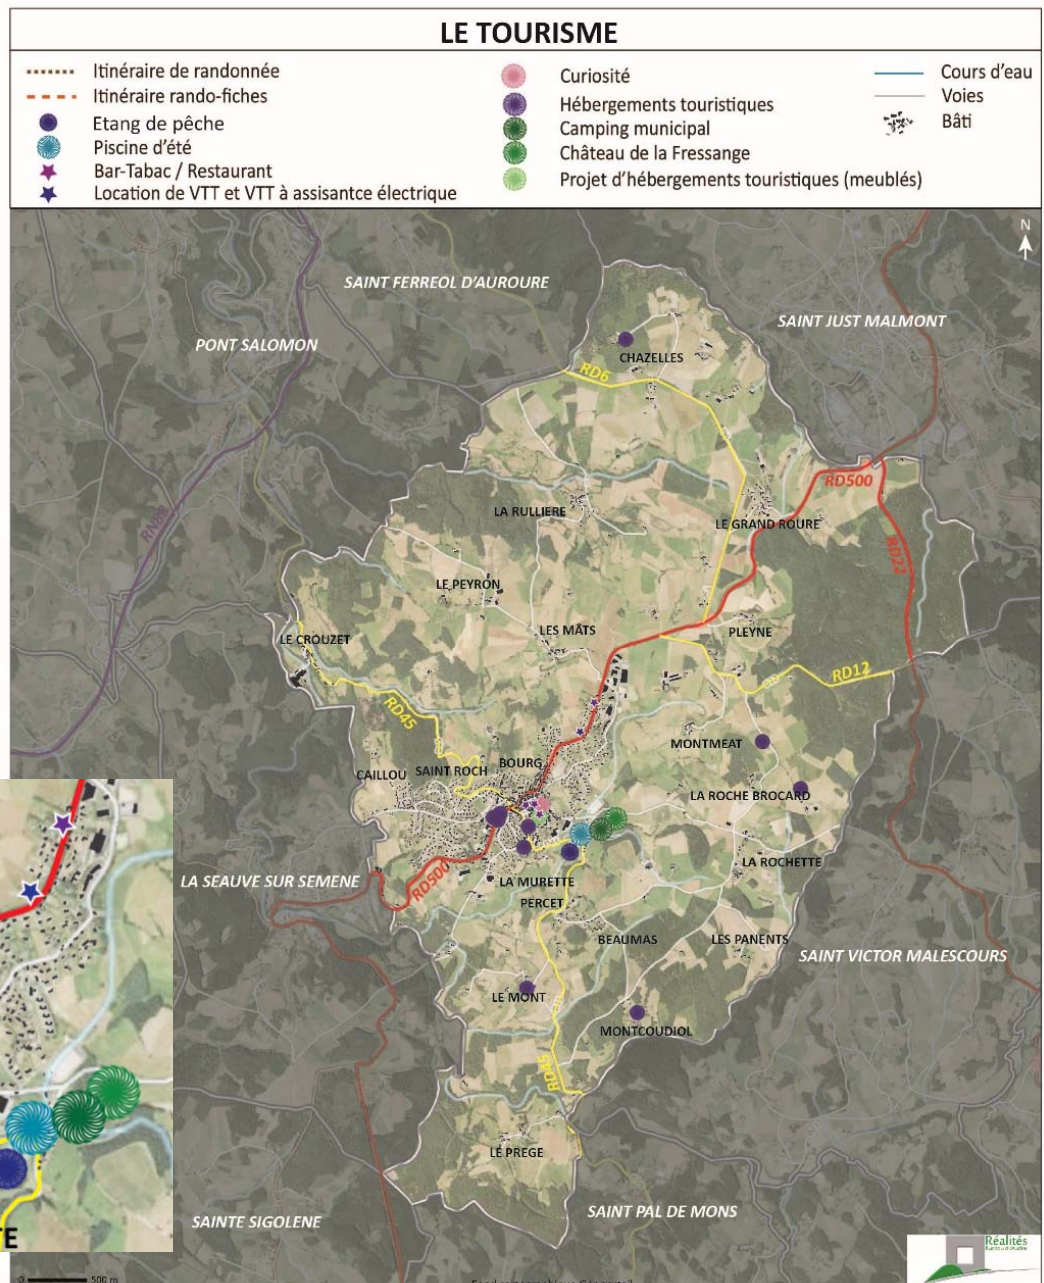 LE TOURISME
Itinéraire de randonnée
Itinéraire rando-fiches
Etang de pêche
Piscine d'été
Bar-Tabac / Restaurant
Location de VTT et VTT à assisantce électrique
Curiosité
Hébergements touristiques
Camping municipal
Château de la Fressange
Projet d'hébergements touristiques (meublés)
Cours d'eau
Voies
Bâti
N
SAINT FERREOL D'AUROURE
SAINT JUST MALMONT
PONT SALOMON
CHAZELLES
RD6
RD500
LA RULLIERE
LE GRAND ROURE
RN88
RD22
LE PEYRON
LES MÂTS
PLEYNE
LE CROUZET
RD12
RD45
MONTMEAT
BOURG
SAINT ROCH
CAILLOU
LA ROCHE BROCARD
LA ROCHETTE
LA SEAUVE SUR SEMENE
RD500
LA MURETTE
PERCET
BEAUMAS
LES PANENTS
SAINT VICTOR MALESCOURS
LE MONT
MONTCOUDIOL
RD45
LE PREGE
SAINT PAL DE MONS
SAINTE SIGOLENE
TE
Réalités
Bureau d'études
0
500 m